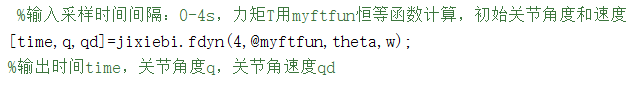 %输入采样时间间隔：0-4s，力矩T用myftfun恒等函数计算，初始关节角度和速度
[time,q,qd]=jixiebi.fdyn(4,@myftfun,theta,w);
%输出时间time，关节角度q，关节角速度qd